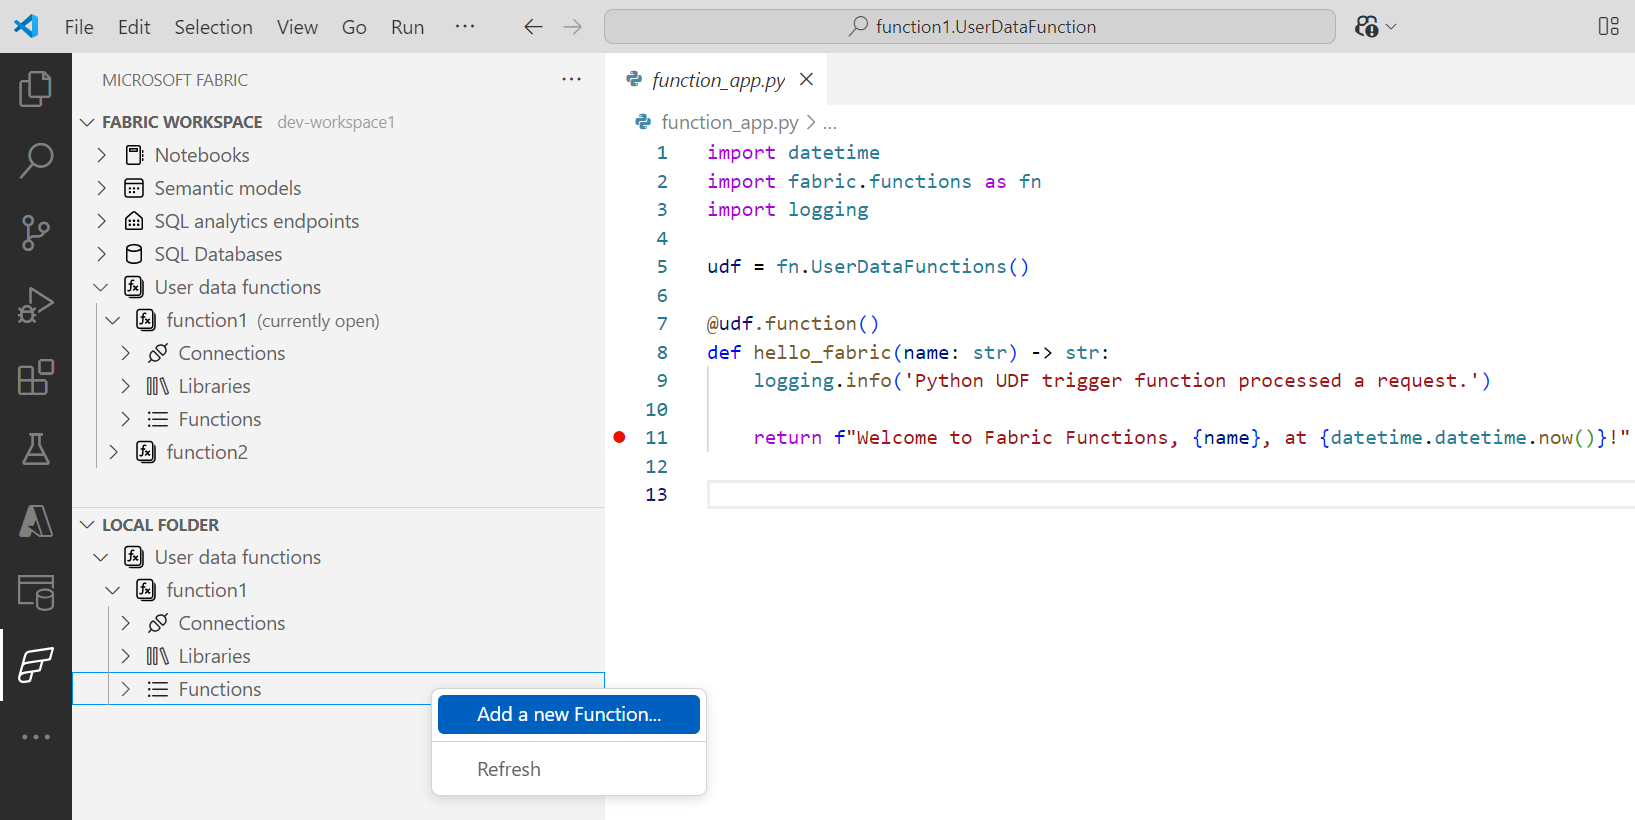 File Edit Selection View Go Run ··· function1.UserDataFunction
MICROSOFT FABRIC ···
FABRIC WORKSPACE dev-workspace1
Notebooks
Semantic models
SQL analytics endpoints
SQL Databases
User data functions
function1 (currently open)
Connections
Libraries
Functions
function2
LOCAL FOLDER
User data functions
function1
Connections
Libraries
Functions
Add a new Function...
Refresh
function_app.py
function_app.py > ...
1 import datetime
2 import fabric.functions as fn
3 import logging
4
5 udf = fn.UserDataFunctions()
6
7 @udf.function()
8 def hello_fabric(name: str) -> str:
9     logging.info('Python UDF trigger function processed a request.')
10
11     return f"Welcome to Fabric Functions, {name}, at {datetime.datetime.now()}!"
12
13